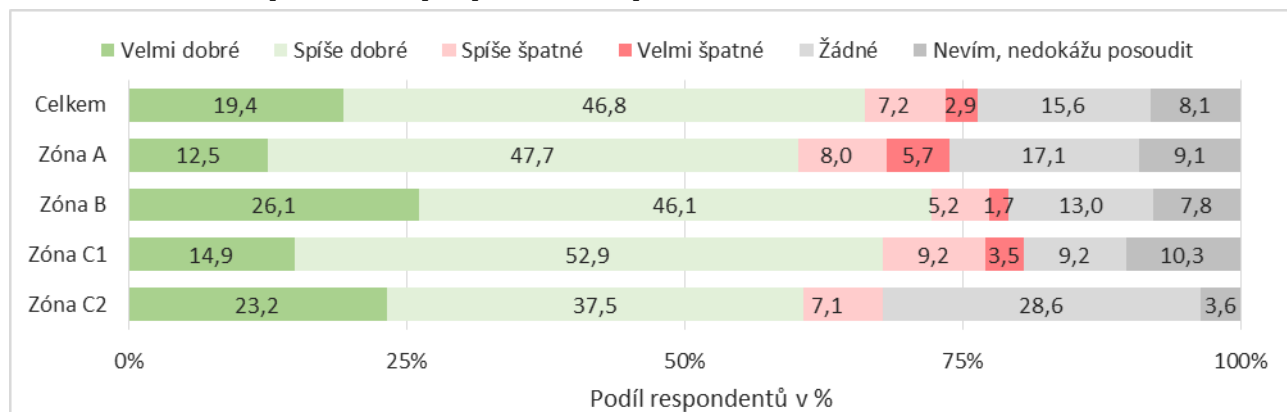 Velmi dobré Spíše dobré Spíše špatné Velmi špatné Žádné Nevím, nedokážu posoudit
Celkem 19,4 46,8 7,2 2,9 15,6 8,1
Zóna A 12,5 47,7 8,0 5,7 17,1 9,1
Zóna B 26,1 46,1 5,2 1,7 13,0 7,8
Zóna C1 14,9 52,9 9,2 3,5 9,2 10,3
Zóna C2 23,2 37,5 7,1 28,6 3,6
0% 25% 50% 75% 100%
Podíl respondentů v %